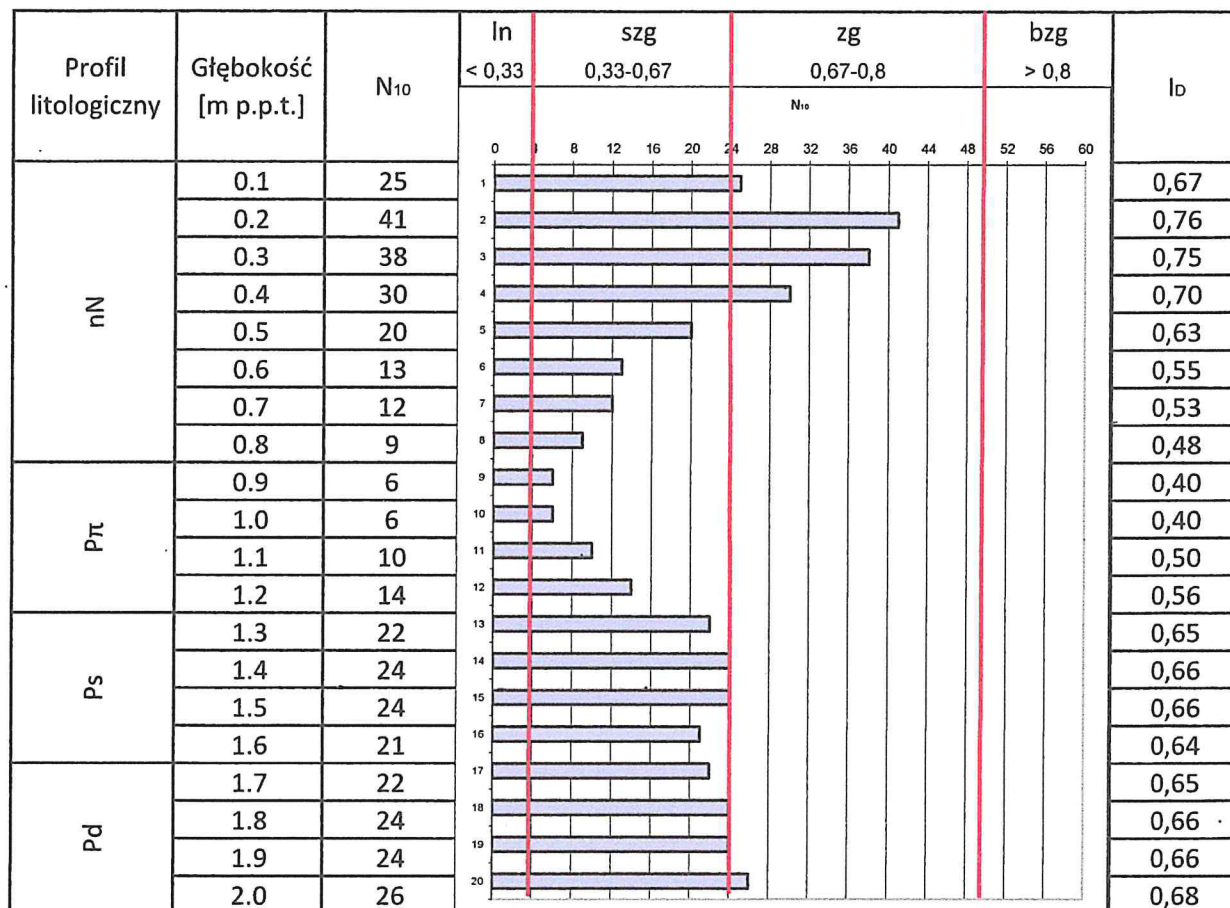 Profil litologiczny | Głębokość [m p.p.t.] | N₁₀ | ln < 0,33 | szg 0,33-0,67 | zg 0,67-0,8 | bzg > 0,8 | I_D
N₁₀
0 4 8 12 16 20 24 28 32 36 40 44 48 52 56 60
nN | 0.1 | 25 | 1 | 0,67
0.2 | 41 | 2 | 0,76
0.3 | 38 | 3 | 0,75
0.4 | 30 | 4 | 0,70
0.5 | 20 | 5 | 0,63
0.6 | 13 | 6 | 0,55
0.7 | 12 | 7 | 0,53
0.8 | 9 | 8 | 0,48
Pπ | 0.9 | 6 | 9 | 0,40
1.0 | 6 | 10 | 0,40
1.1 | 10 | 11 | 0,50
1.2 | 14 | 12 | 0,56
Ps | 1.3 | 22 | 13 | 0,65
1.4 | 24 | 14 | 0,66
1.5 | 24 | 15 | 0,66
1.6 | 21 | 16 | 0,64
Pd | 1.7 | 22 | 17 | 0,65
1.8 | 24 | 18 | 0,66
1.9 | 24 | 19 | 0,66
2.0 | 26 | 20 | 0,68